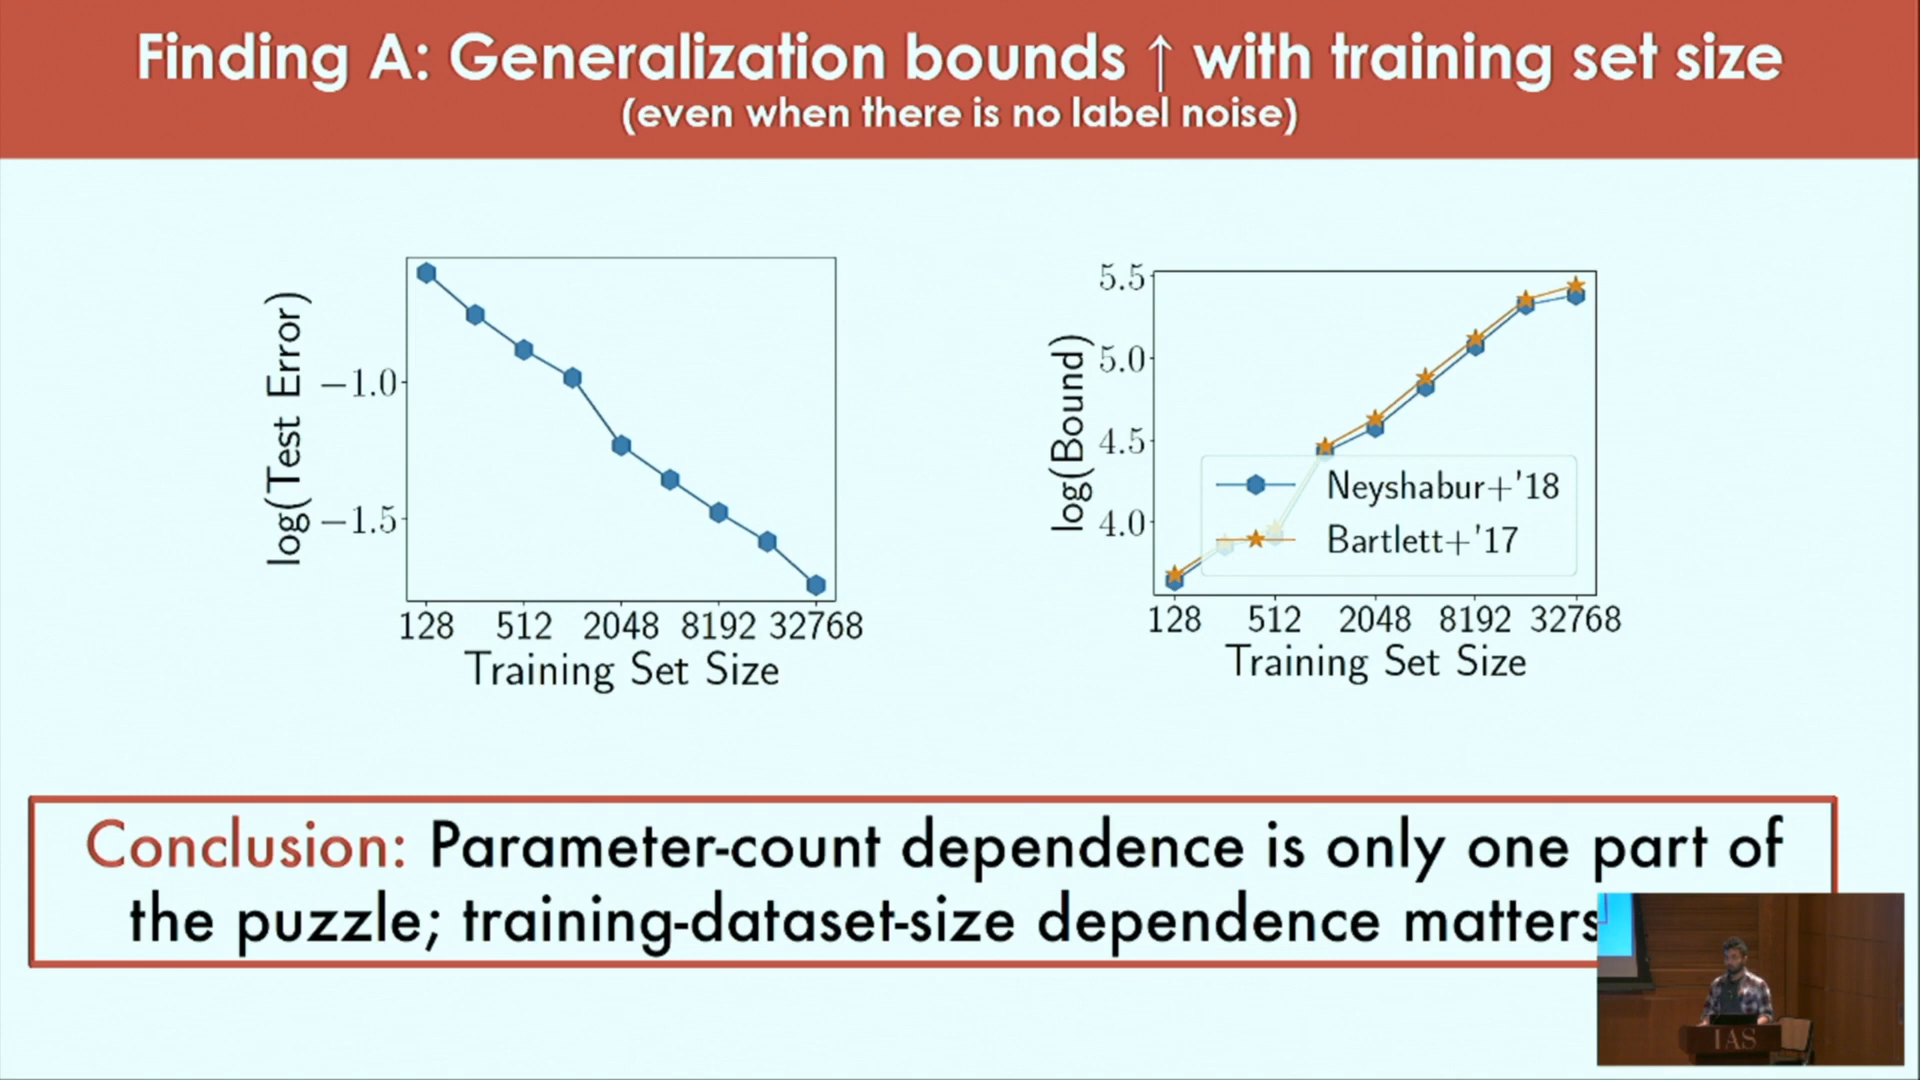 Finding A: Generalization bounds ↑ with training set size
(even when there is no label noise)
log(Test Error)
−1.0
−1.5
128 512 2048 8192 32768
Training Set Size
log(Bound)
5.5
5.0
4.5
4.0
Neyshabur+'18
Bartlett+'17
128 512 2048 8192 32768
Training Set Size
Conclusion: Parameter-count dependence is only one part of
the puzzle; training-dataset-size dependence matters
IAS